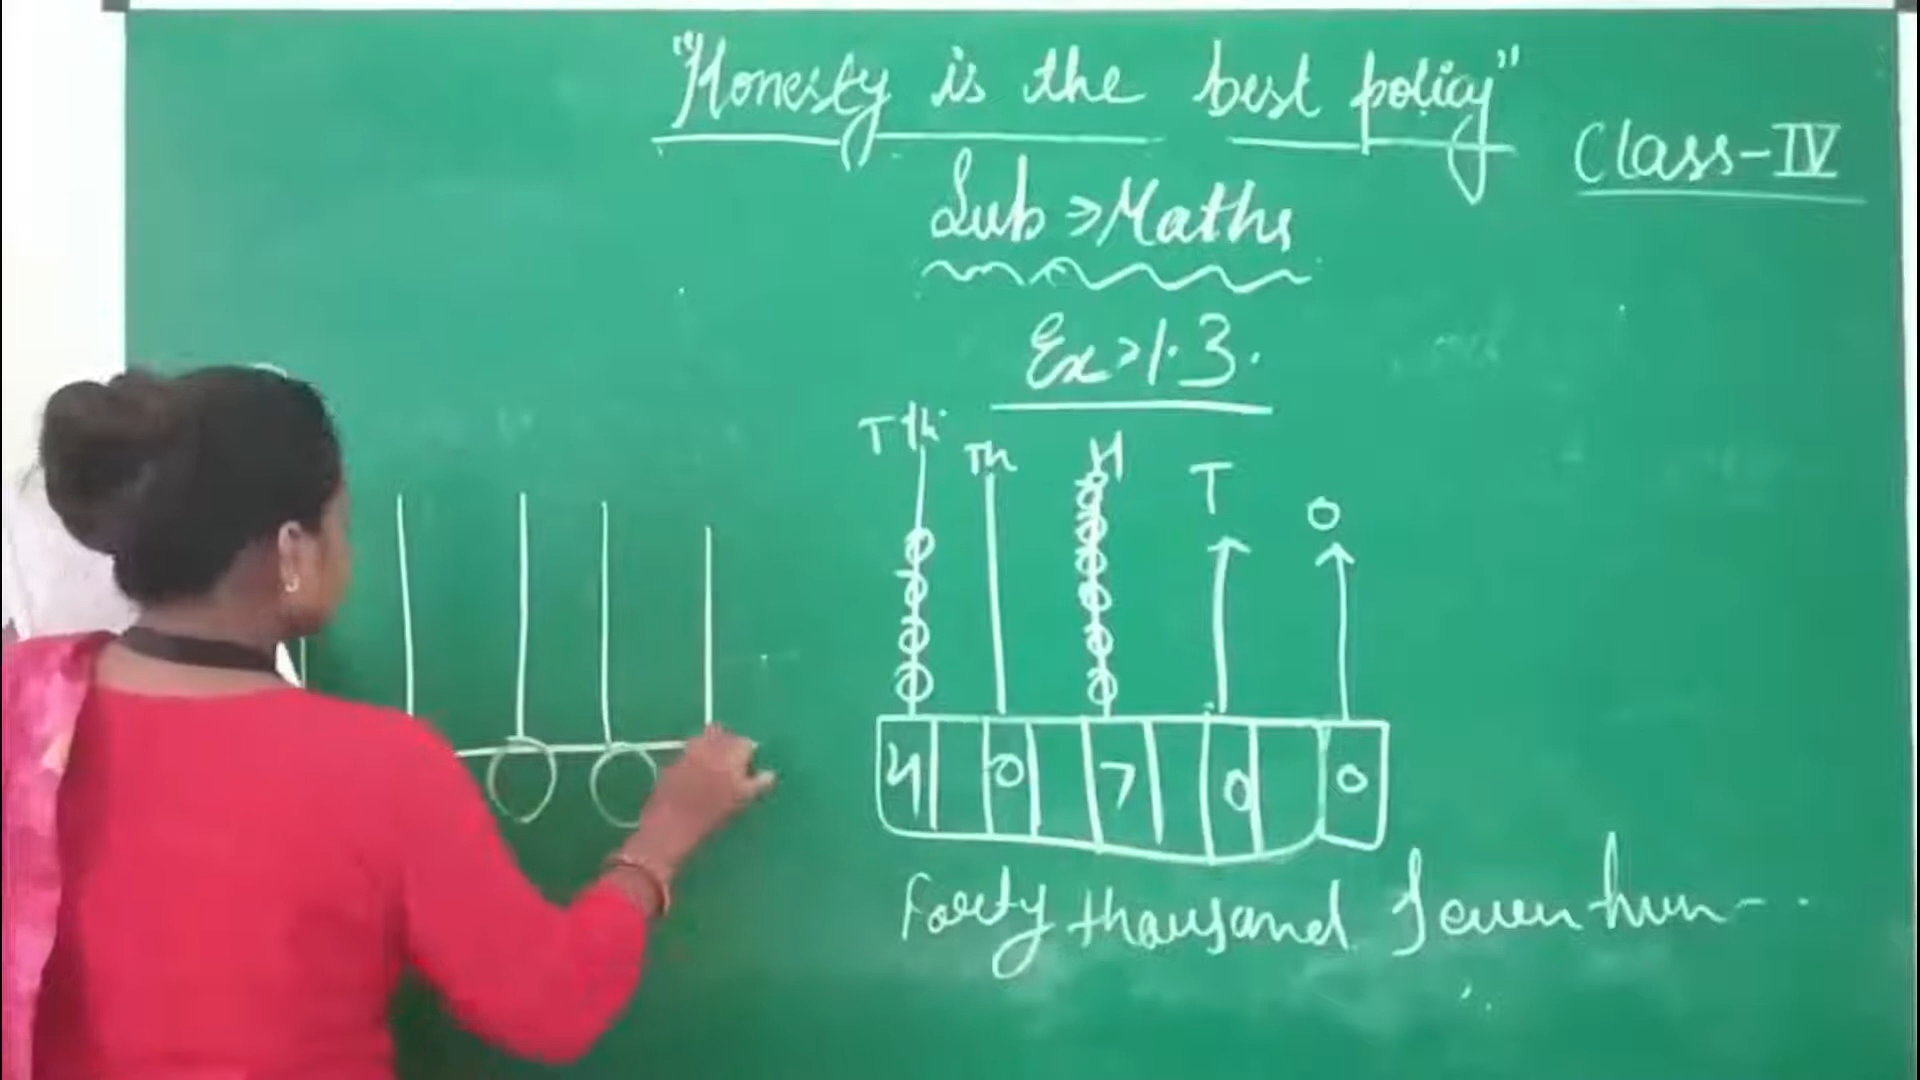 "Honesty is the best policy"
Class-IV
Sub⇒Maths
Ex>1.3.
T th Th H T O
4 0 7 0 0
Forty thousand Seven hun--..